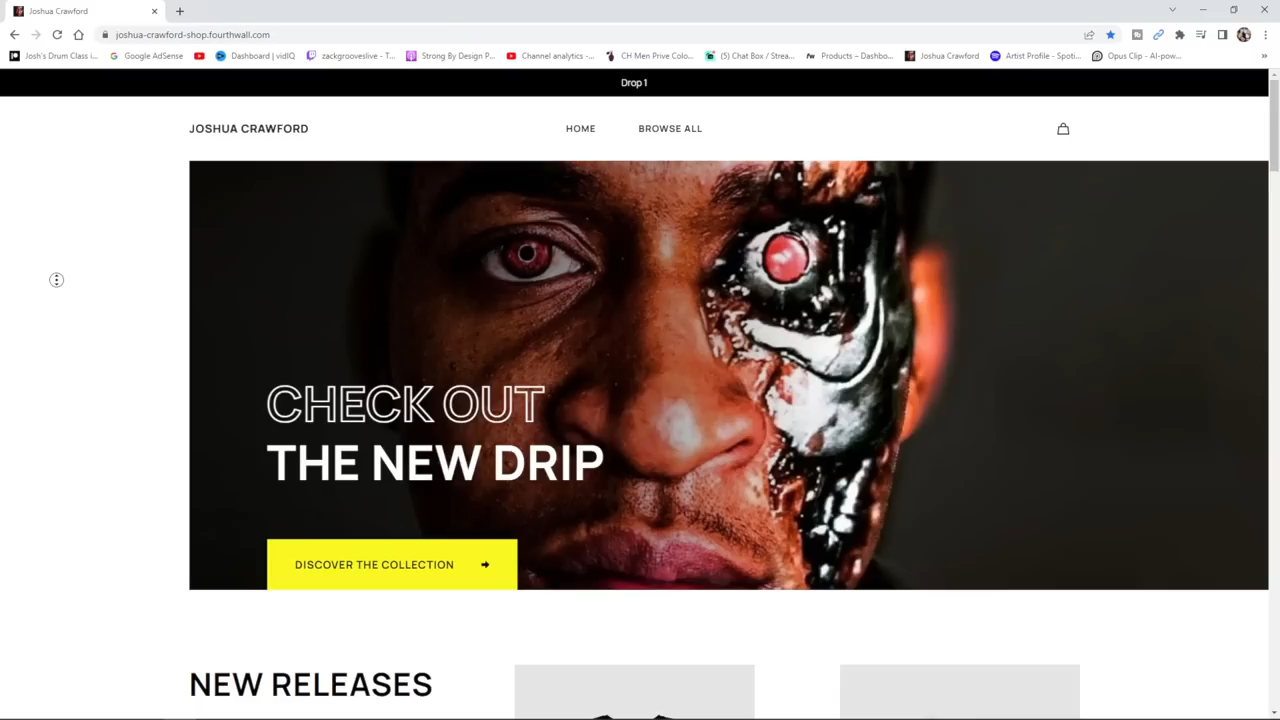 Joshua Crawford
joshua-crawford-shop.fourthwall.com
Josh's Drum Class i...
Google AdSense
Dashboard | vidIQ
zackgrooveslive - T...
Strong By Design P...
Channel analytics -...
CH Men Prive Colo...
(5) Chat Box / Strea...
Products – Dashbo...
Joshua Crawford
Artist Profile - Spoti...
Opus Clip - AI-pow...
Drop 1
JOSHUA CRAWFORD
HOME
BROWSE ALL
CHECK OUT
THE NEW DRIP
DISCOVER THE COLLECTION
NEW RELEASES